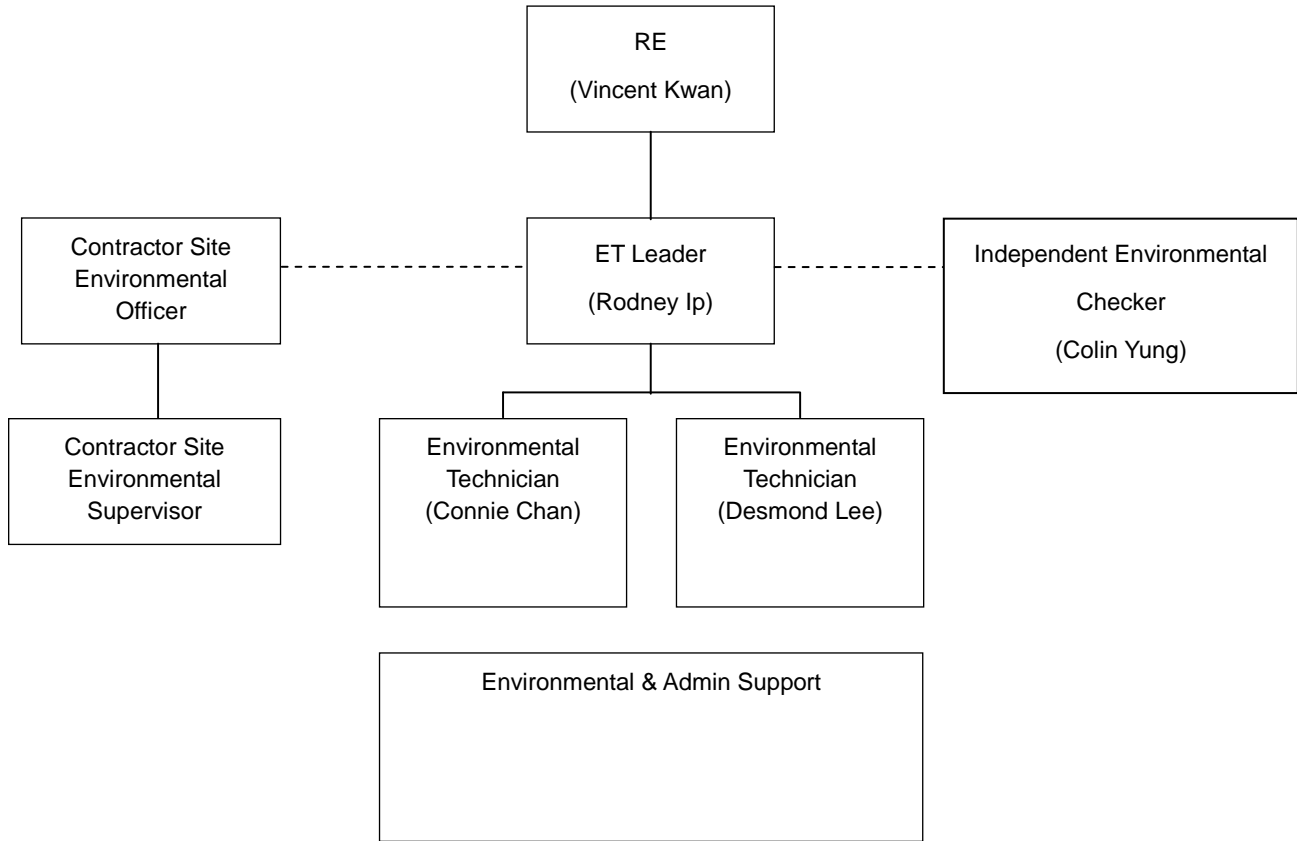 RE
(Vincent Kwan)
Contractor Site
Environmental
Officer
ET Leader
(Rodney Ip)
Independent Environmental
Checker
(Colin Yung)
Contractor Site
Environmental
Supervisor
Environmental
Technician
(Connie Chan)
Environmental
Technician
(Desmond Lee)
Environmental & Admin Support